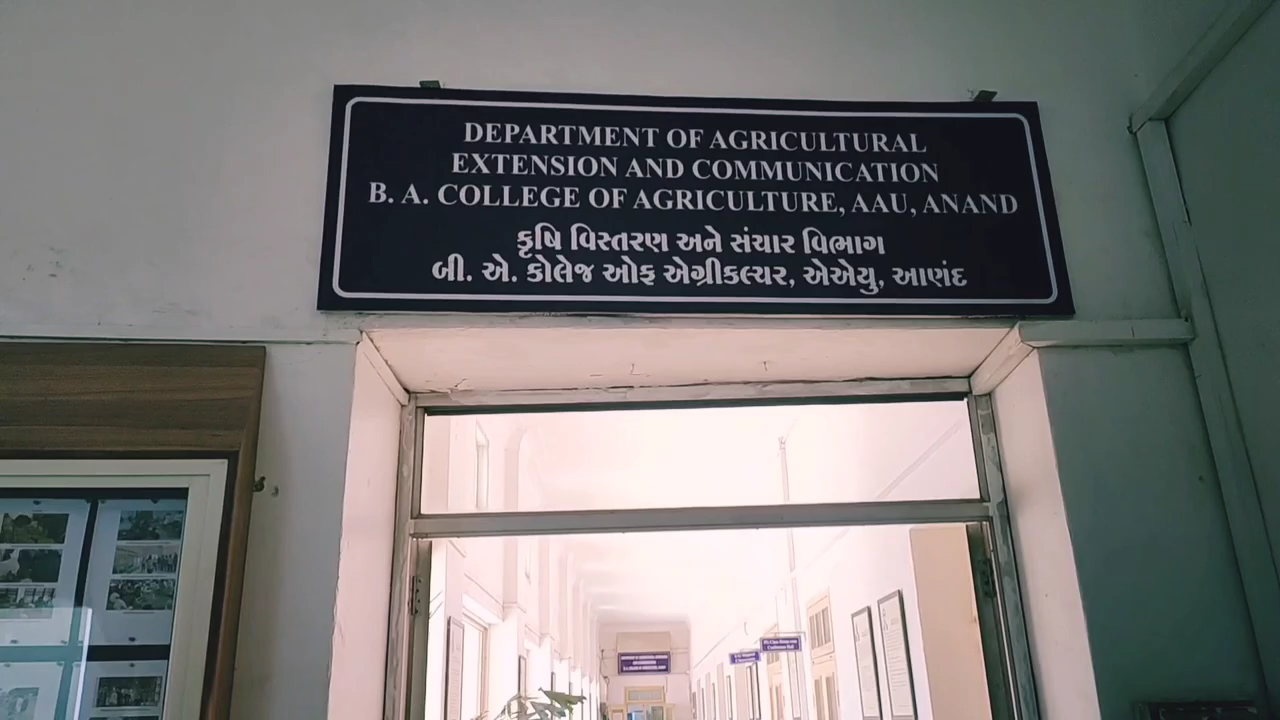 DEPARTMENT OF AGRICULTURAL
EXTENSION AND COMMUNICATION
B. A. COLLEGE OF AGRICULTURE, AAU, ANAND
કૃષિ વિસ્તરણ અને સંચાર વિભાગ
બી. એ. કોલેજ ઓફ એગ્રીકલ્ચર, એએયુ, આણંદ